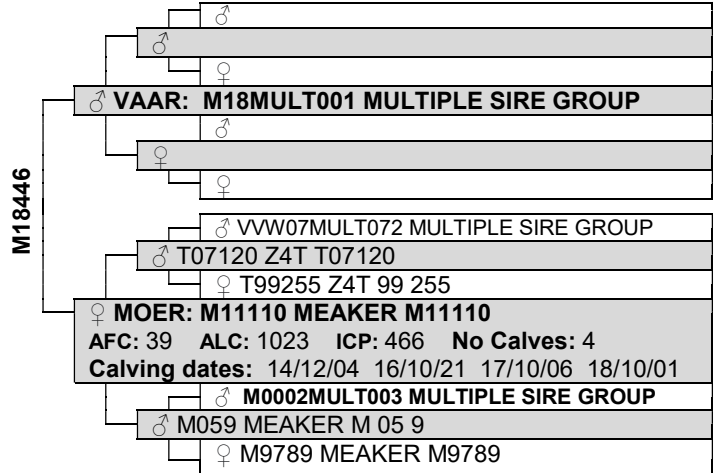 M18446
♂
♂
♀
♂ VAAR: M18MULT001 MULTIPLE SIRE GROUP
♂
♀
♀
♂ VVW07MULT072 MULTIPLE SIRE GROUP
♂ T07120 Z4T T07120
♀ T99255 Z4T 99 255
♀ MOER: M11110 MEAKER M11110
AFC: 39 ALC: 1023 ICP: 466 No Calves: 4
Calving dates: 14/12/04 16/10/21 17/10/06 18/10/01
♂ M0002MULT003 MULTIPLE SIRE GROUP
♂ M059 MEAKER M 05 9
♀ M9789 MEAKER M9789